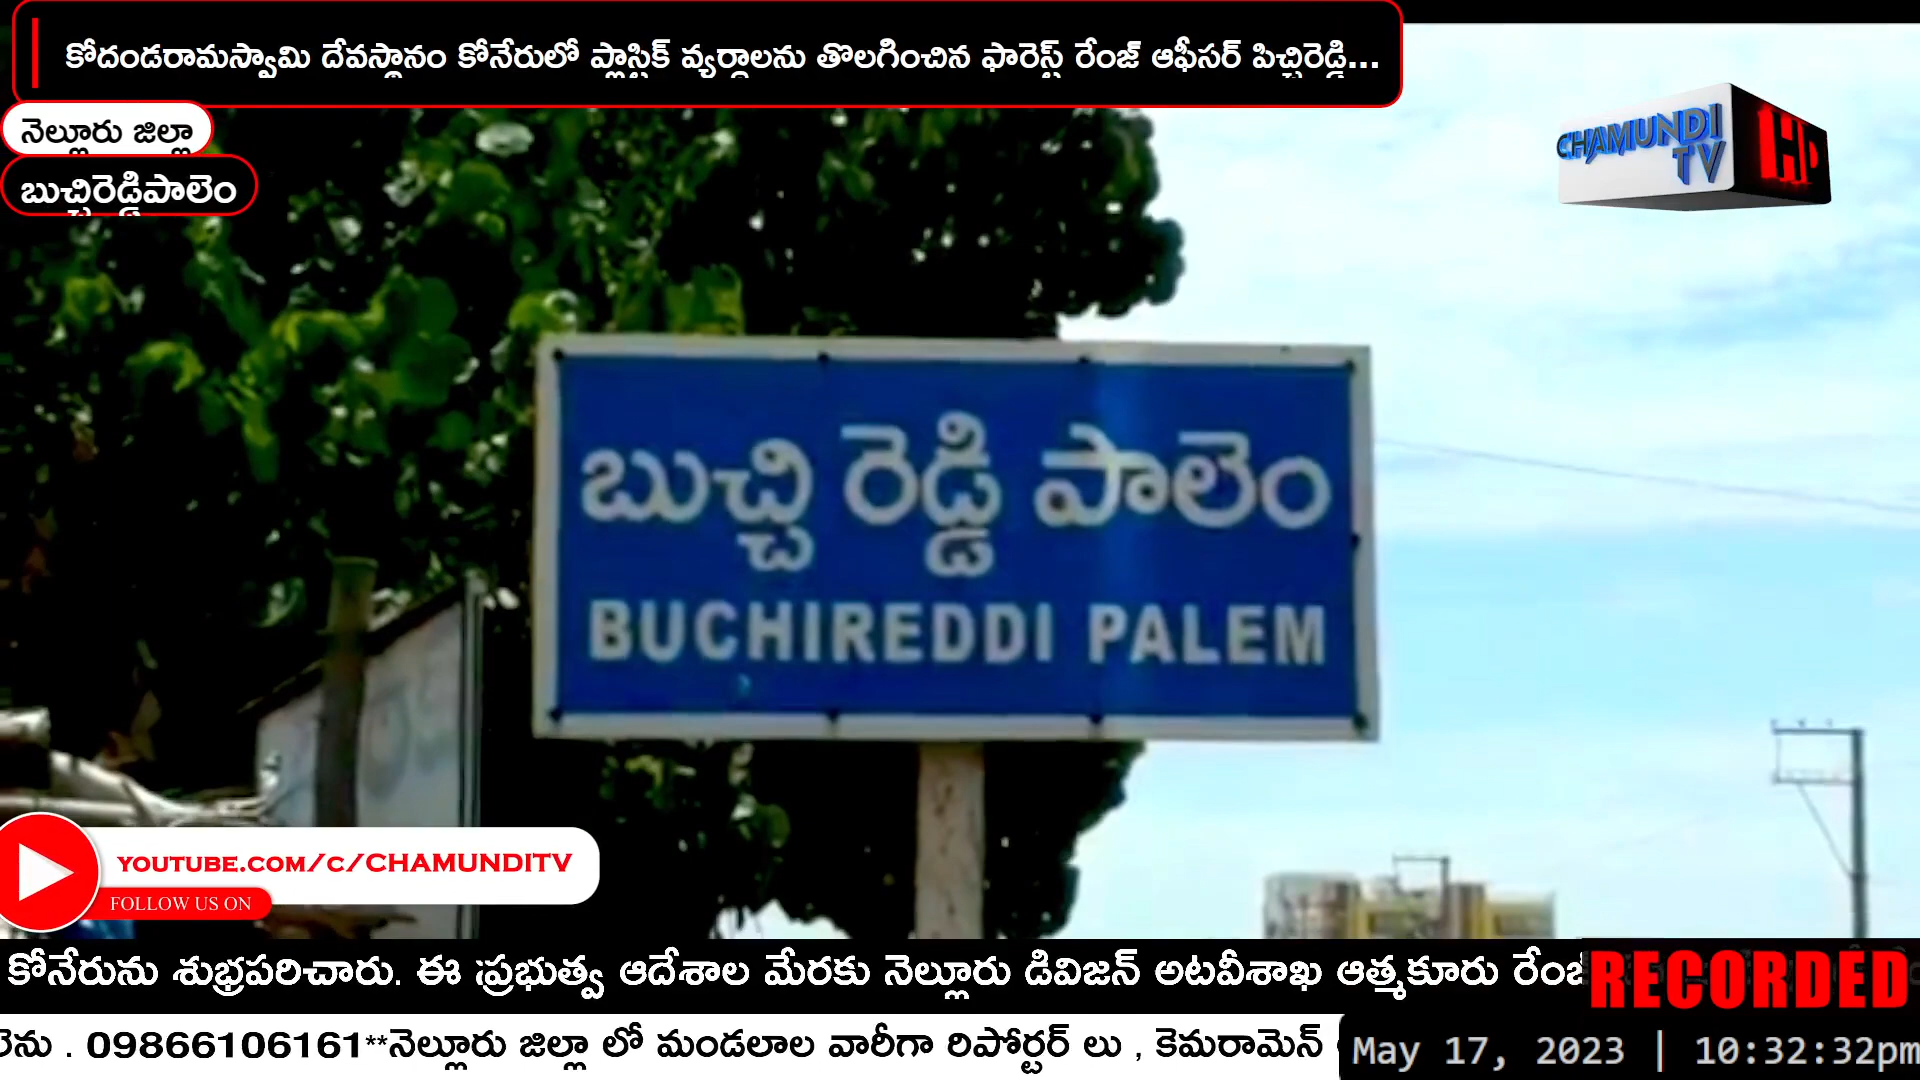 కోదండరామస్వామి దేవస్థానం కోనేరులో ప్లాస్టిక్ వ్యర్థాలను తొలగించిన ఫారెస్ట్ రేంజ్ ఆఫీసర్ పిచ్చిరెడ్డి...
నెల్లూరు జిల్లా
బుచ్చిరెడ్డిపాలెం
CHAMUNDI
TV
బుచ్చి రెడ్డి పాలెం
BUCHIREDDI PALEM
YOUTUBE.COM/C/CHAMUNDITV
FOLLOW US ON
కోనేరును శుభ్రపరిచారు. ఈ ప్రభుత్వ ఆదేశాల మేరకు నెల్లూరు డివిజన్ అటవీశాఖ ఆత్మకూరు రేంజ్
RECORDED
09866106161**నెల్లూరు జిల్లా లో మండలాల వారీగా రిపోర్టర్ లు , కెమరామెన్
May 17, 2023 | 10:32:32pm